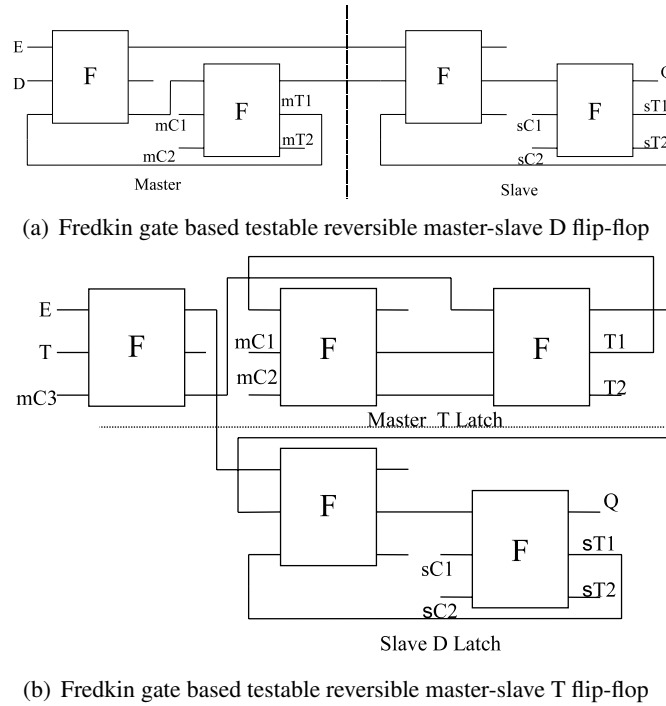 E F F
D F F Q
mT1 sT1
mC1 sC1
mT2 sT2
mC2 sC2
Master Slave
(a) Fredkin gate based testable reversible master-slave D flip-flop
E
T F mC1 F F T1
mC3 mC2 T2
Master T Latch
F Q
F sT1
sC1
sT2
sC2
Slave D Latch
(b) Fredkin gate based testable reversible master-slave T flip-flop